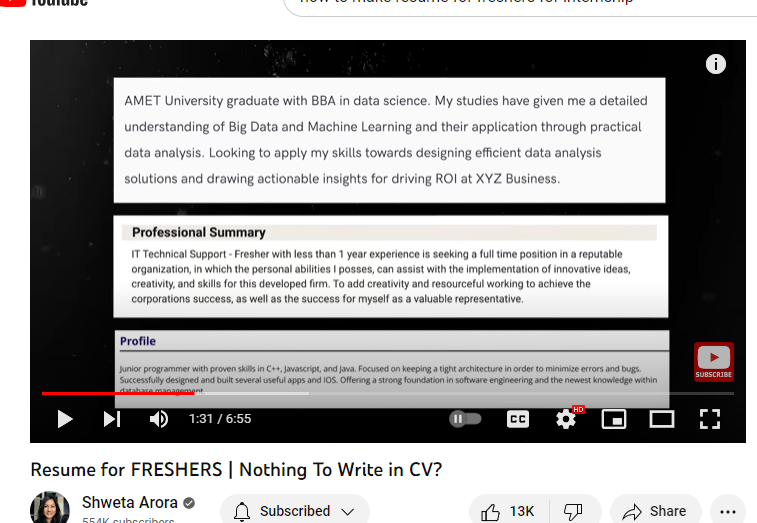 YouTube
how to make resume for freshers for internship
AMET University graduate with BBA in data science. My studies have given me a detailed
understanding of Big Data and Machine Learning and their application through practical
data analysis. Looking to apply my skills towards designing efficient data analysis
solutions and drawing actionable insights for driving ROI at XYZ Business.
Professional Summary
IT Technical Support - Fresher with less than 1 year experience is seeking a full time position in a reputable
organization, in which the personal abilities I posses, can assist with the implementation of innovative ideas,
creativity, and skills for this developed firm. To add creativity and resourceful working to achieve the
corporations success, as well as the success for myself as a valuable representative.
Profile
Junior programmer with proven skills in C++, Javascript, and Java. Focused on keeping a tight architecture in order to minimize errors and bugs.
Successfully designed and built several useful apps and IOS. Offering a strong foundation in software engineering and the newest knowledge within
database management.
SUBSCRIBE
1:31 / 6:55
CC
HD
Resume for FRESHERS | Nothing To Write in CV?
Shweta Arora
554K subscribers
Subscribed
13K
Share